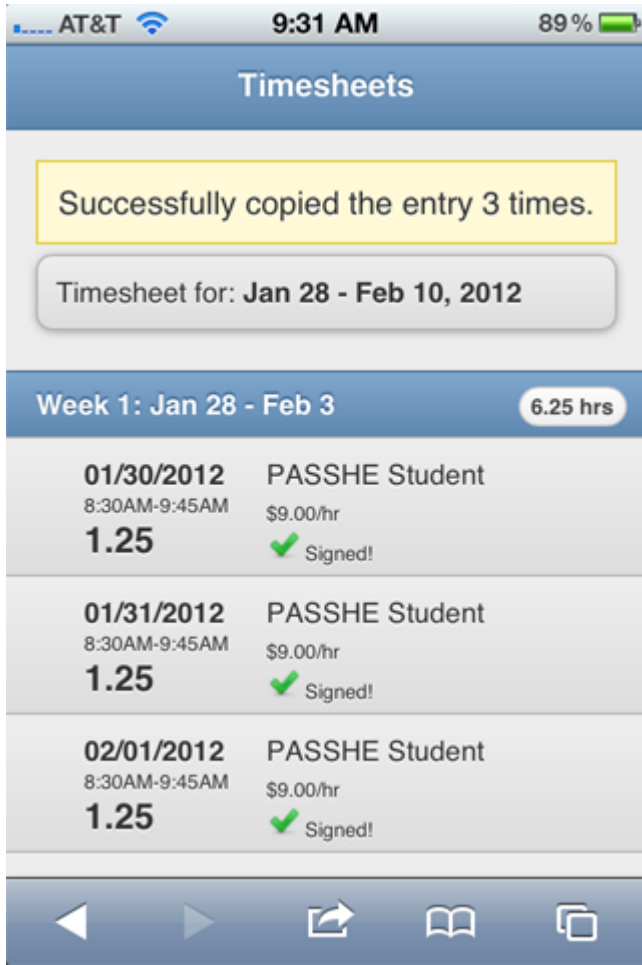 AT&T 9:31 AM 89%
Timesheets
Successfully copied the entry 3 times.
Timesheet for: Jan 28 - Feb 10, 2012
Week 1: Jan 28 - Feb 3 6.25 hrs
01/30/2012 PASSHE Student
8:30AM-9:45AM $9.00/hr
1.25 Signed!
01/31/2012 PASSHE Student
8:30AM-9:45AM $9.00/hr
1.25 Signed!
02/01/2012 PASSHE Student
8:30AM-9:45AM $9.00/hr
1.25 Signed!